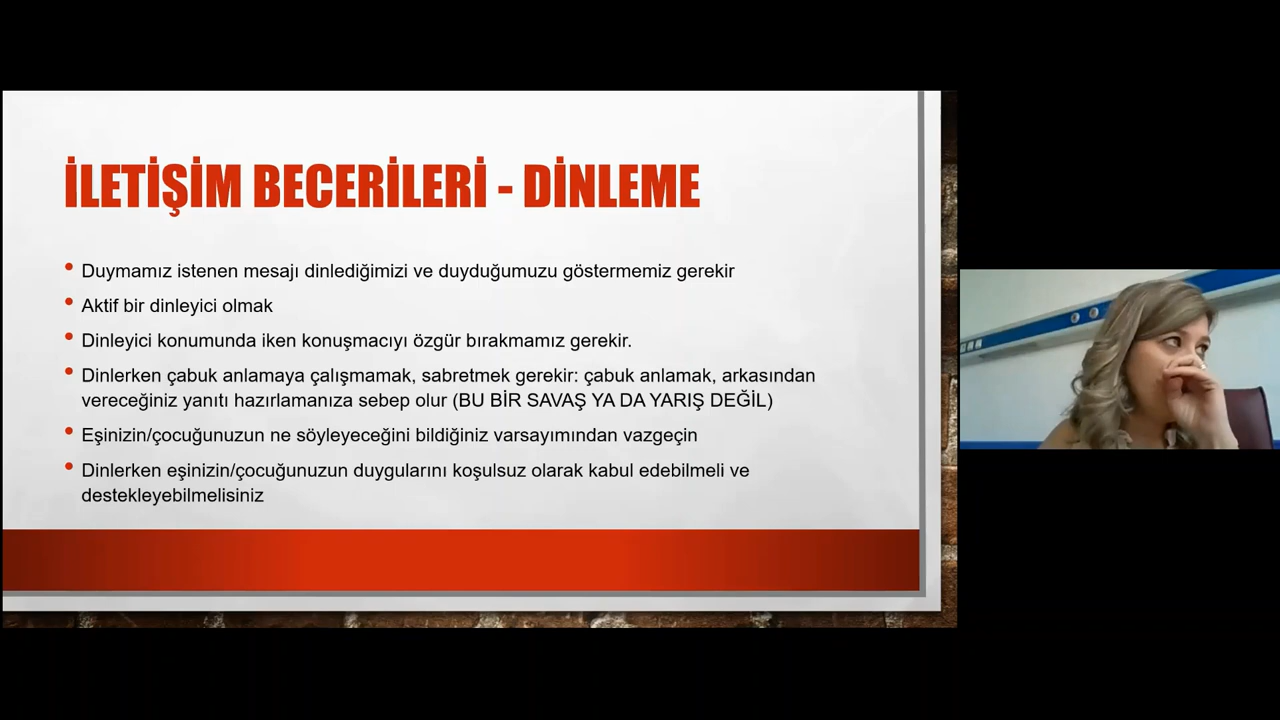 İLETİŞİM BECERİLERİ - DİNLEME
• Duymamız istenen mesajı dinlediğimizi ve duyduğumuzu göstermemiz gerekir
• Aktif bir dinleyici olmak
• Dinleyici konumunda iken konuşmacıyı özgür bırakmamız gerekir.
• Dinlerken çabuk anlamaya çalışmamak, sabretmek gerekir: çabuk anlamak, arkasından
vereceğiniz yanıtı hazırlamanıza sebep olur (BU BİR SAVAŞ YA DA YARIŞ DEĞİL)
• Eşinizin/çocuğunuzun ne söyleyeceğini bildiğiniz varsayımından vazgeçin
• Dinlerken eşinizin/çocuğunuzun duygularını koşulsuz olarak kabul edebilmeli ve
destekleyebilmelisiniz